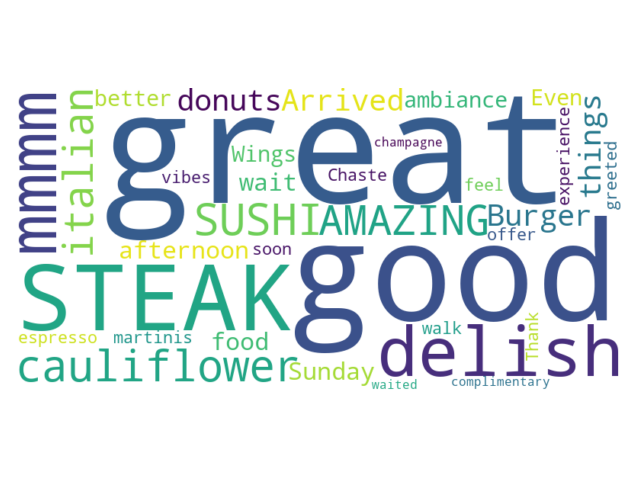 mmmm
italian
better
donuts
Arrived
ambiance
Even
great
champagne
experience
things
greeted
Wings
vibes
wait
Chaste
feel
SUSHI
AMAZING
Burger
offer
afternoon
soon
STEAK
good
espresso
martinis
food
walk
Thank
delish
cauliflower
Sunday
waited
complimentary